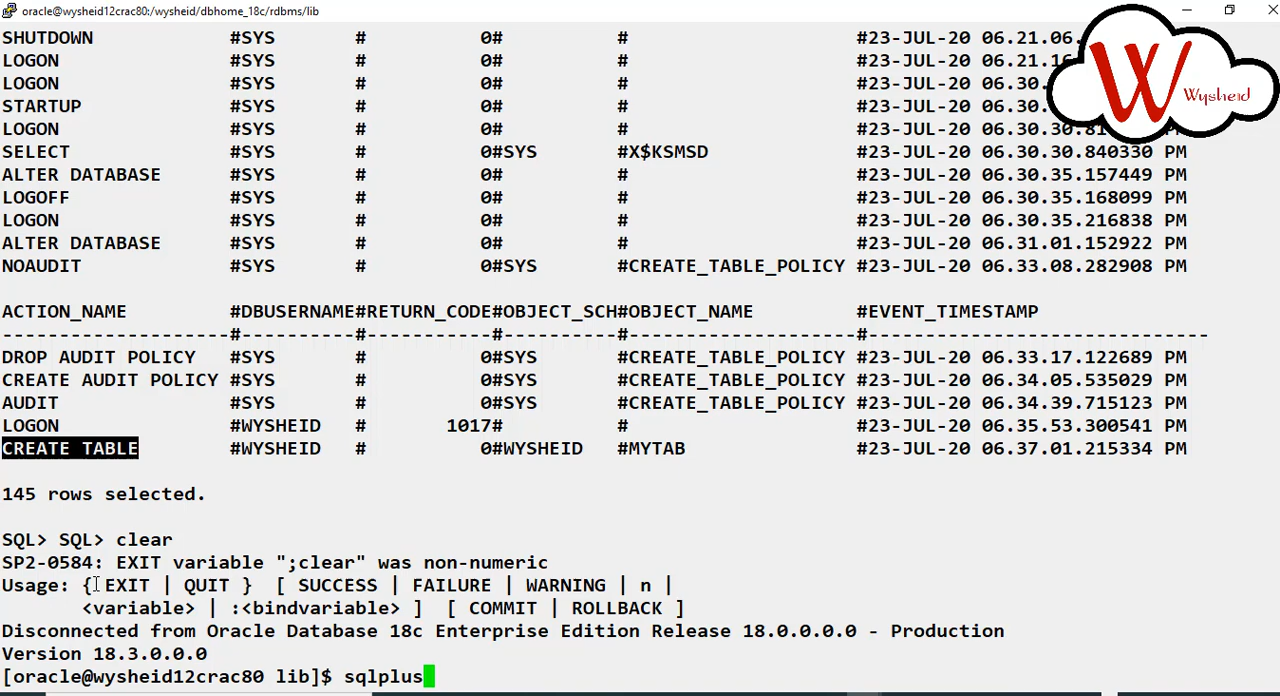 oracle@wysheid12crac80:/wysheid/dbhome_18c/rdbms/lib
SHUTDOWN #SYS # 0# # #23-JUL-20 06.21.06.
LOGON #SYS # 0# # #23-JUL-20 06.21.16
LOGON #SYS # 0# # #23-JUL-20 06.30.
STARTUP #SYS # 0# # #23-JUL-20 06.30.
LOGON #SYS # 0# # #23-JUL-20 06.30.30.81
SELECT #SYS # 0#SYS #X$KSMSD #23-JUL-20 06.30.30.840330 PM
ALTER DATABASE #SYS # 0# # #23-JUL-20 06.30.35.157449 PM
LOGOFF #SYS # 0# # #23-JUL-20 06.30.35.168099 PM
LOGON #SYS # 0# # #23-JUL-20 06.30.35.216838 PM
ALTER DATABASE #SYS # 0# # #23-JUL-20 06.31.01.152922 PM
NOAUDIT #SYS # 0#SYS #CREATE_TABLE_POLICY #23-JUL-20 06.33.08.282908 PM
ACTION_NAME #DBUSERNAME#RETURN_CODE#OBJECT_SCH#OBJECT_NAME #EVENT_TIMESTAMP
--------------------#----------#-----------#----------#--------------------#------------------------------
DROP AUDIT POLICY #SYS # 0#SYS #CREATE_TABLE_POLICY #23-JUL-20 06.33.17.122689 PM
CREATE AUDIT POLICY #SYS # 0#SYS #CREATE_TABLE_POLICY #23-JUL-20 06.34.05.535029 PM
AUDIT #SYS # 0#SYS #CREATE_TABLE_POLICY #23-JUL-20 06.34.39.715123 PM
LOGON #WYSHEID # 1017# # #23-JUL-20 06.35.53.300541 PM
CREATE TABLE #WYSHEID # 0#WYSHEID #MYTAB #23-JUL-20 06.37.01.215334 PM
145 rows selected.
SQL> SQL> clear
SP2-0584: EXIT variable ";clear" was non-numeric
Usage: { EXIT | QUIT } [ SUCCESS | FAILURE | WARNING | n |
<variable> | :<bindvariable> ] [ COMMIT | ROLLBACK ]
Disconnected from Oracle Database 18c Enterprise Edition Release 18.0.0.0.0 - Production
Version 18.3.0.0.0
[oracle@wysheid12crac80 lib]$ sqlplus
W Wysheid